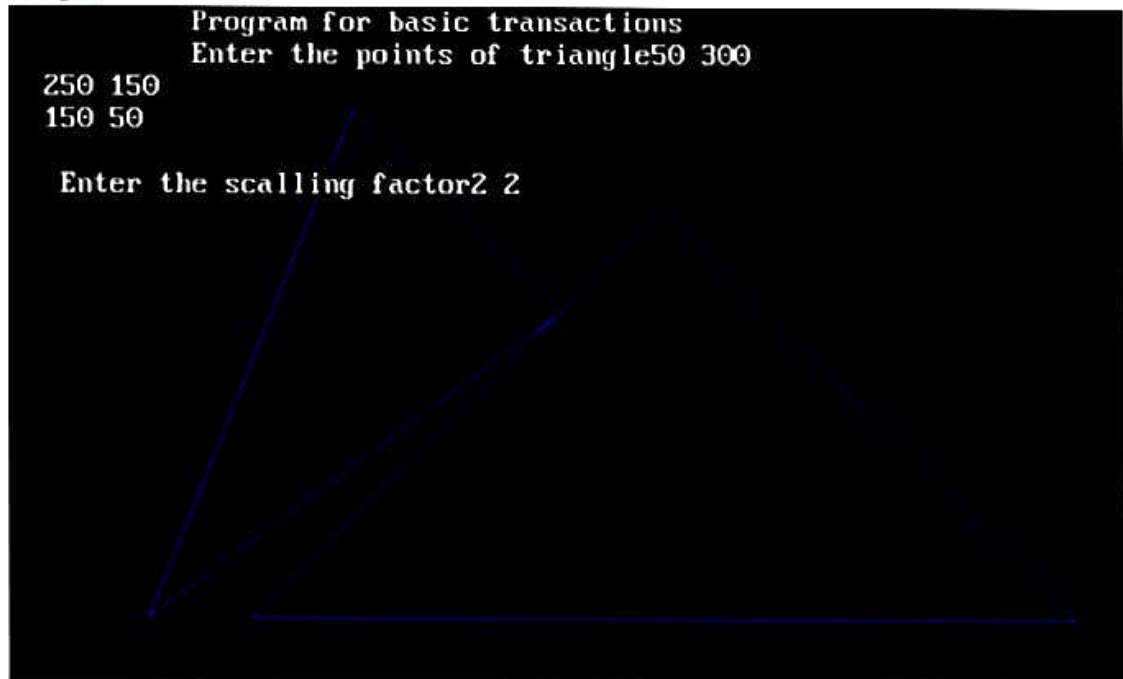 Program for basic transactions
Enter the points of triangle50 300
250 150
150 50
Enter the scalling factor2 2